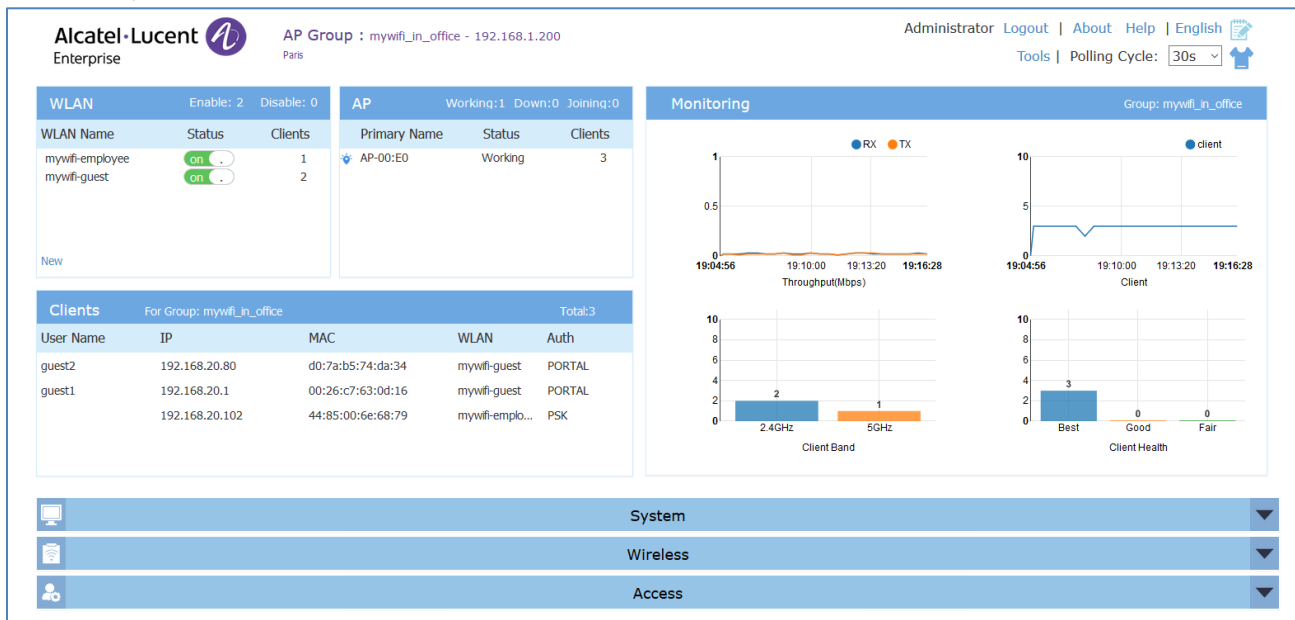 Alcatel·Lucent
Enterprise
AP Group : mywifi_in_office - 192.168.1.200
Paris
Administrator Logout | About Help | English
Tools | Polling Cycle: 30s
WLAN Enable: 2 Disable: 0
WLAN Name Status Clients
mywifi-employee on . 1
mywifi-guest on . 2
New
AP Working:1 Down:0 Joining:0
Primary Name Status Clients
AP-00:E0 Working 3
Clients For Group: mywifi_in_office Total:3
User Name IP MAC WLAN Auth
guest2 192.168.20.80 d0:7a:b5:74:da:34 mywifi-guest PORTAL
guest1 192.168.20.1 00:26:c7:63:0d:16 mywifi-guest PORTAL
192.168.20.102 44:85:00:6e:68:79 mywifi-emplo... PSK
Monitoring Group: mywifi_in_office
RX TX
1
0.5
0
19:04:56 19:10:00 19:13:20 19:16:28
Throughput(Mbps)
client
10
5
0
19:04:56 19:10:00 19:13:20 19:16:28
Client
10
8
6
4
2
0
2
1
2.4GHz 5GHz
Client Band
10
8
6
4
2
0
3
0
0
Best Good Fair
Client Health
System
Wireless
Access